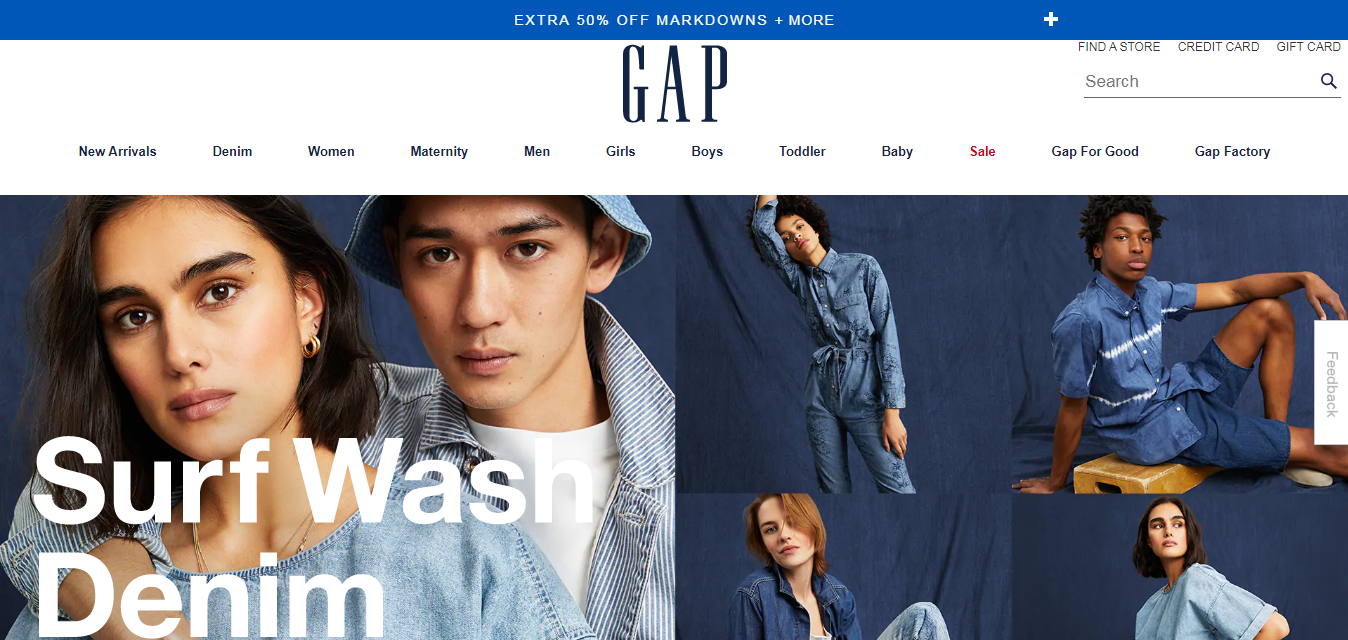 EXTRA 50% OFF MARKDOWNS + MORE
FIND A STORE CREDIT CARD GIFT CARD
GAP
Search
New Arrivals Denim Women Maternity Men Girls Boys Toddler Baby Sale Gap For Good Gap Factory
Feedback
Surf Wash
Denim